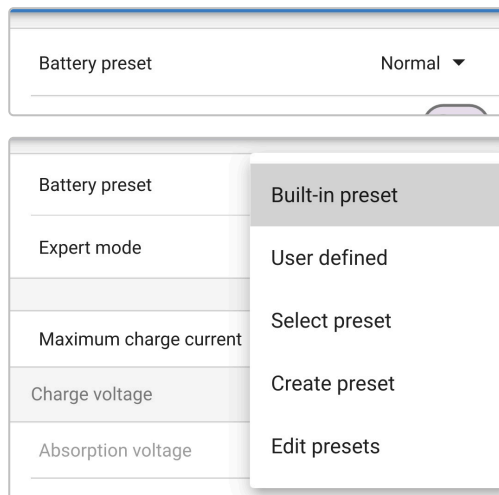 Battery preset Normal
Battery preset
Built-in preset
Expert mode
User defined
Select preset
Maximum charge current
Create preset
Charge voltage
Edit presets
Absorption voltage